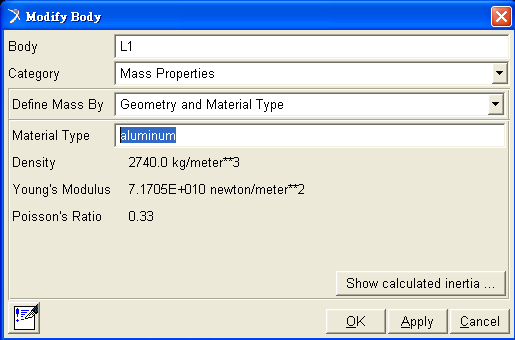 Modify Body
Body L1
Category Mass Properties
Define Mass By Geometry and Material Type
Material Type aluminum
Density 2740.0 kg/meter**3
Young's Modulus 7.1705E+010 newton/meter**2
Poisson's Ratio 0.33
Show calculated inertia ...
OK Apply Cancel